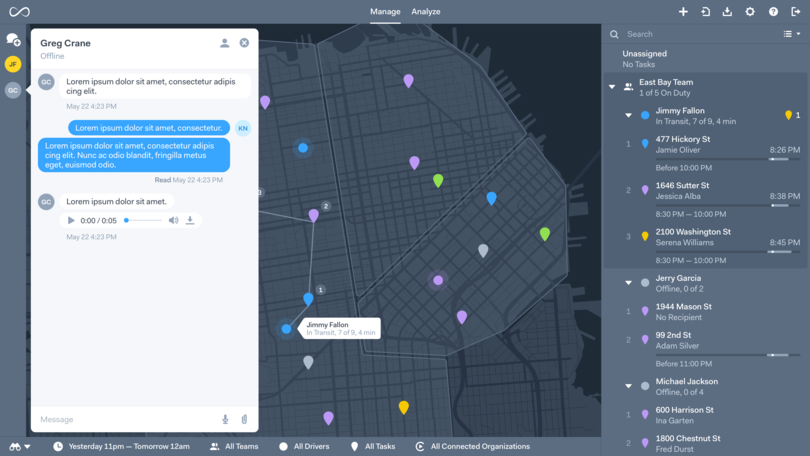 Manage Analyze
JF
GC
Greg Crane
Offline
GC
Lorem ipsum dolor sit amet, consectetur adipis
cing elit.
May 22 4:23 PM
Lorem ipsum dolor sit amet, consectetur.
KN
Lorem ipsum dolor sit amet, consectetur adipis
cing elit. Nunc ac odio blandit, fringilla metus
eget, euismod odio.
Read May 22 4:23 PM
GC
Lorem ipsum dolor sit amet.
0:00 / 0:05
May 22 4:23 PM
Message
3
2
1
Jimmy Fallon
In Transit, 7 of 9, 4 min
Search
Unassigned
No Tasks
East Bay Team
1 of 5 On Duty
Jimmy Fallon
In Transit, 7 of 9, 4 min
1
1 477 Hickory St
Jamie Oliver 8:26 PM
Before 10:00 PM
2 1646 Sutter St
Jessica Alba 8:38 PM
8:30 PM — 10:00 PM
3 2100 Washington St
Serena Williams 8:45 PM
8:30 PM — 10:00 PM
Jerry Garcia
Offline, 0 of 2
1 1944 Mason St
No Recipient
2 99 2nd St
Adam Silver
Before 11:00 PM
Michael Jackson
Offline, 0 of 4
1 600 Harrison St
Ina Garten
2 1800 Chestnut St
Fred Durst
Yesterday 11pm — Tomorrow 12am All Teams All Drivers All Tasks All Connected Organizations